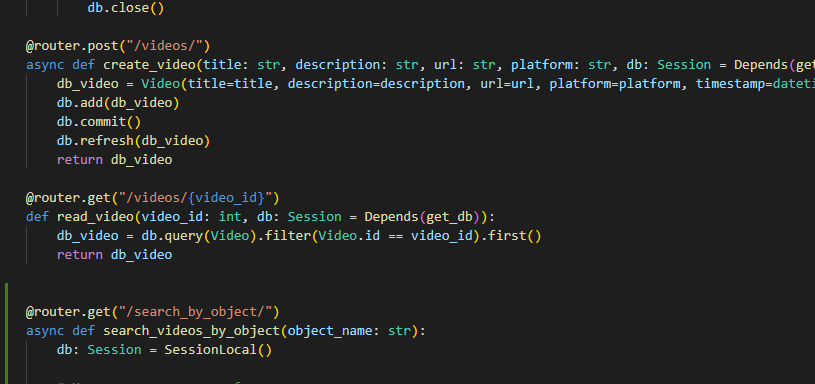 db.close()
@router.post("/videos/")
async def create_video(title: str, description: str, url: str, platform: str, db: Session = Depends(get
db_video = Video(title=title, description=description, url=url, platform=platform, timestamp=dateti
db.add(db_video)
db.commit()
db.refresh(db_video)
return db_video
@router.get("/videos/{video_id}")
def read_video(video_id: int, db: Session = Depends(get_db)):
db_video = db.query(Video).filter(Video.id == video_id).first()
return db_video
@router.get("/search_by_object/")
async def search_videos_by_object(object_name: str):
db: Session = SessionLocal()